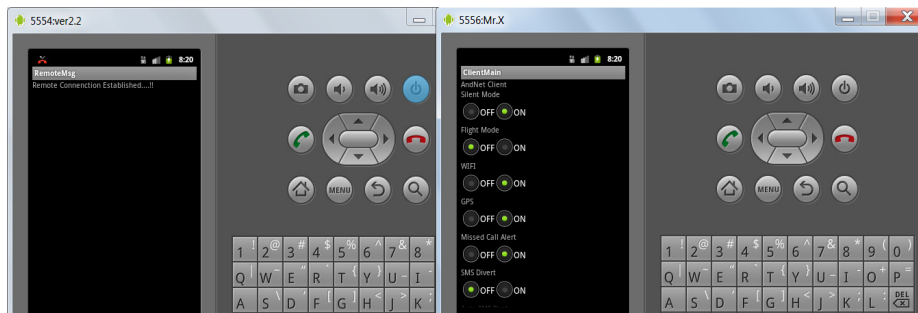 5554:ver2.2
8:20
RemoteMsg
Remote Connenction Established....!!
MENU
1 ! 2 @ 3 # 4 $ 5 % 6 ^ 7 & 8 *
Q | W ~ E " R ` T { Y } U _ I -
A S \ D ' F [ G ] H < J > K ;
5556:Mr.X
8:20
ClientMain
AndNet Client
Silent Mode
OFF ON
Flight Mode
OFF ON
WIFI
OFF ON
GPS
OFF ON
Missed Call Alert
OFF ON
SMS Divert
OFF ON
MENU
1 ! 2 @ 3 # 4 $ 5 % 6 ^ 7 & 8 * 9 ( 0 )
Q | W ~ E " R ` T { Y } U _ I - O + P =
A S \ D ' F [ G ] H < J > K ; L : DEL